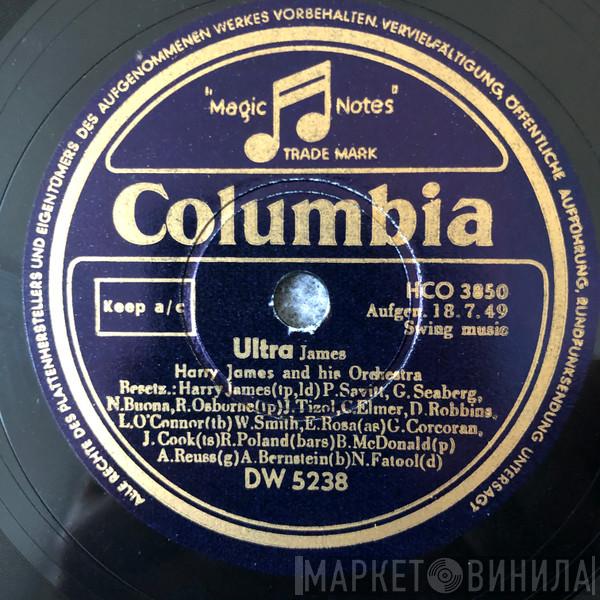 ALLE RECHTE DES PLATTENHERSTELLERS UND EIGENTÜMERS DES AUFGENOMMENEN WERKES VORBEHALTEN. VERVIELFÄLTIGUNG, ÖFFENTLICHE AUFFÜHRUNG, RUNDFUNKSENDUNG UNTERSAGT
"Magic Notes"
TRADE MARK
Columbia
Koop a/c
HCO 3850
Aufgen. 18.7.49
Swing music
Ultra James
Harry James and his Orchestra
Besetz.: Harry James(tp,ld) P. Savitt, G. Seaberg,
N. Buona, R. Osborne(tp) J. Tizol, C. Elmer, D. Robbins,
L. O'Connor(tb) W. Smith, E. Rosa(as) G. Corcoran,
J. Cook(ts) R. Poland(bars) B. McDonald(p)
A. Reuss(g) A. Bernstein(b) N. Fatool(d)
DW 5238
МАРКЕТ ВИНИЛА